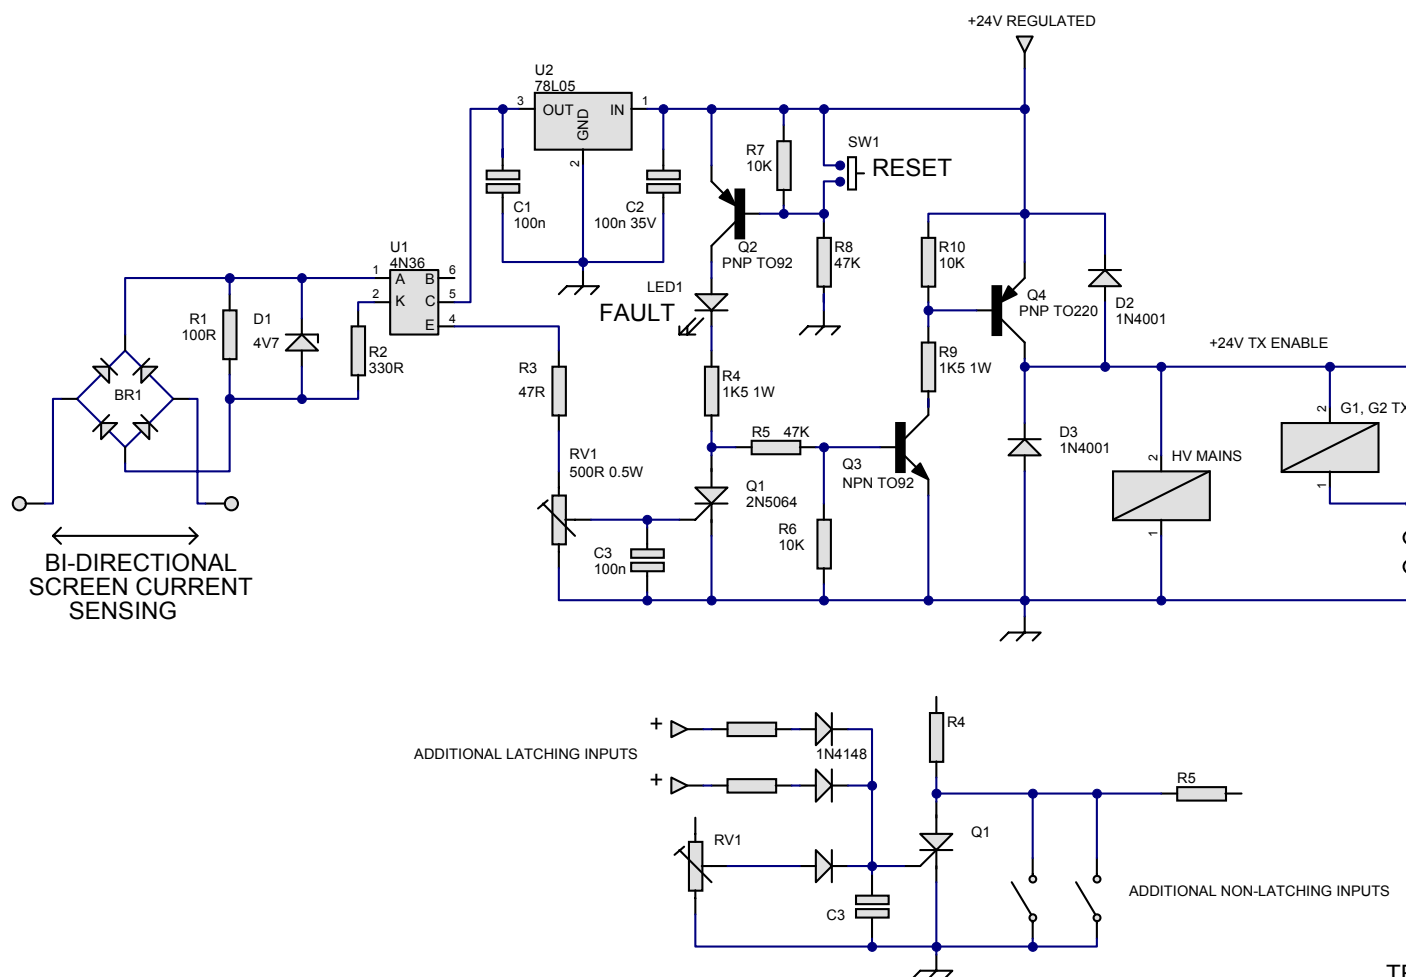 +24V REGULATED
U2
78L05
3 OUT IN 1
GND
2
SW1
RESET
R7
10K
C1
100n
C2
100n 35V
Q2
PNP TO92
R8
47K
R10
10K
U1
4N36
1 A B 6
2 K C 5
E 4
LED1
FAULT
Q4
PNP TO220
D2
1N4001
R1
100R
D1
4V7
R2
330R
+24V TX ENABLE
BR1
R3
47R
R4
1K5 1W
R9
1K5 1W
2
G1, G2 TX
R5 47K
D3
1N4001
RV1
500R 0.5W
Q3
NPN TO92
2
HV MAINS
1
Q1
2N5064
R6
10K
1
C3
100n
BI-DIRECTIONAL
SCREEN CURRENT
SENSING
+
R4
ADDITIONAL LATCHING INPUTS
1N4148
+
R5
RV1
Q1
ADDITIONAL NON-LATCHING INPUTS
C3